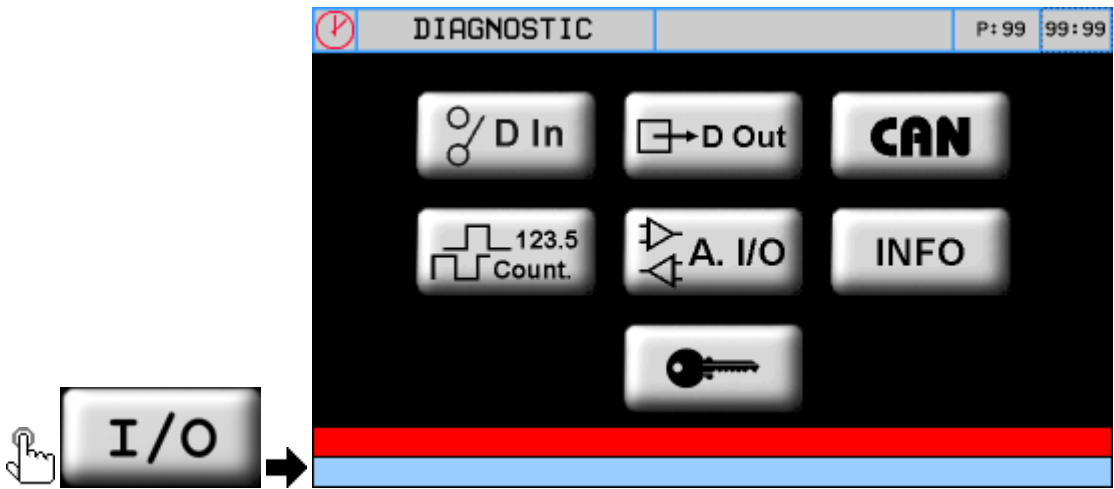 DIAGNOSTIC P:99 99:99
D In D Out CAN
123.5
Count.
A. I/O INFO
I/O